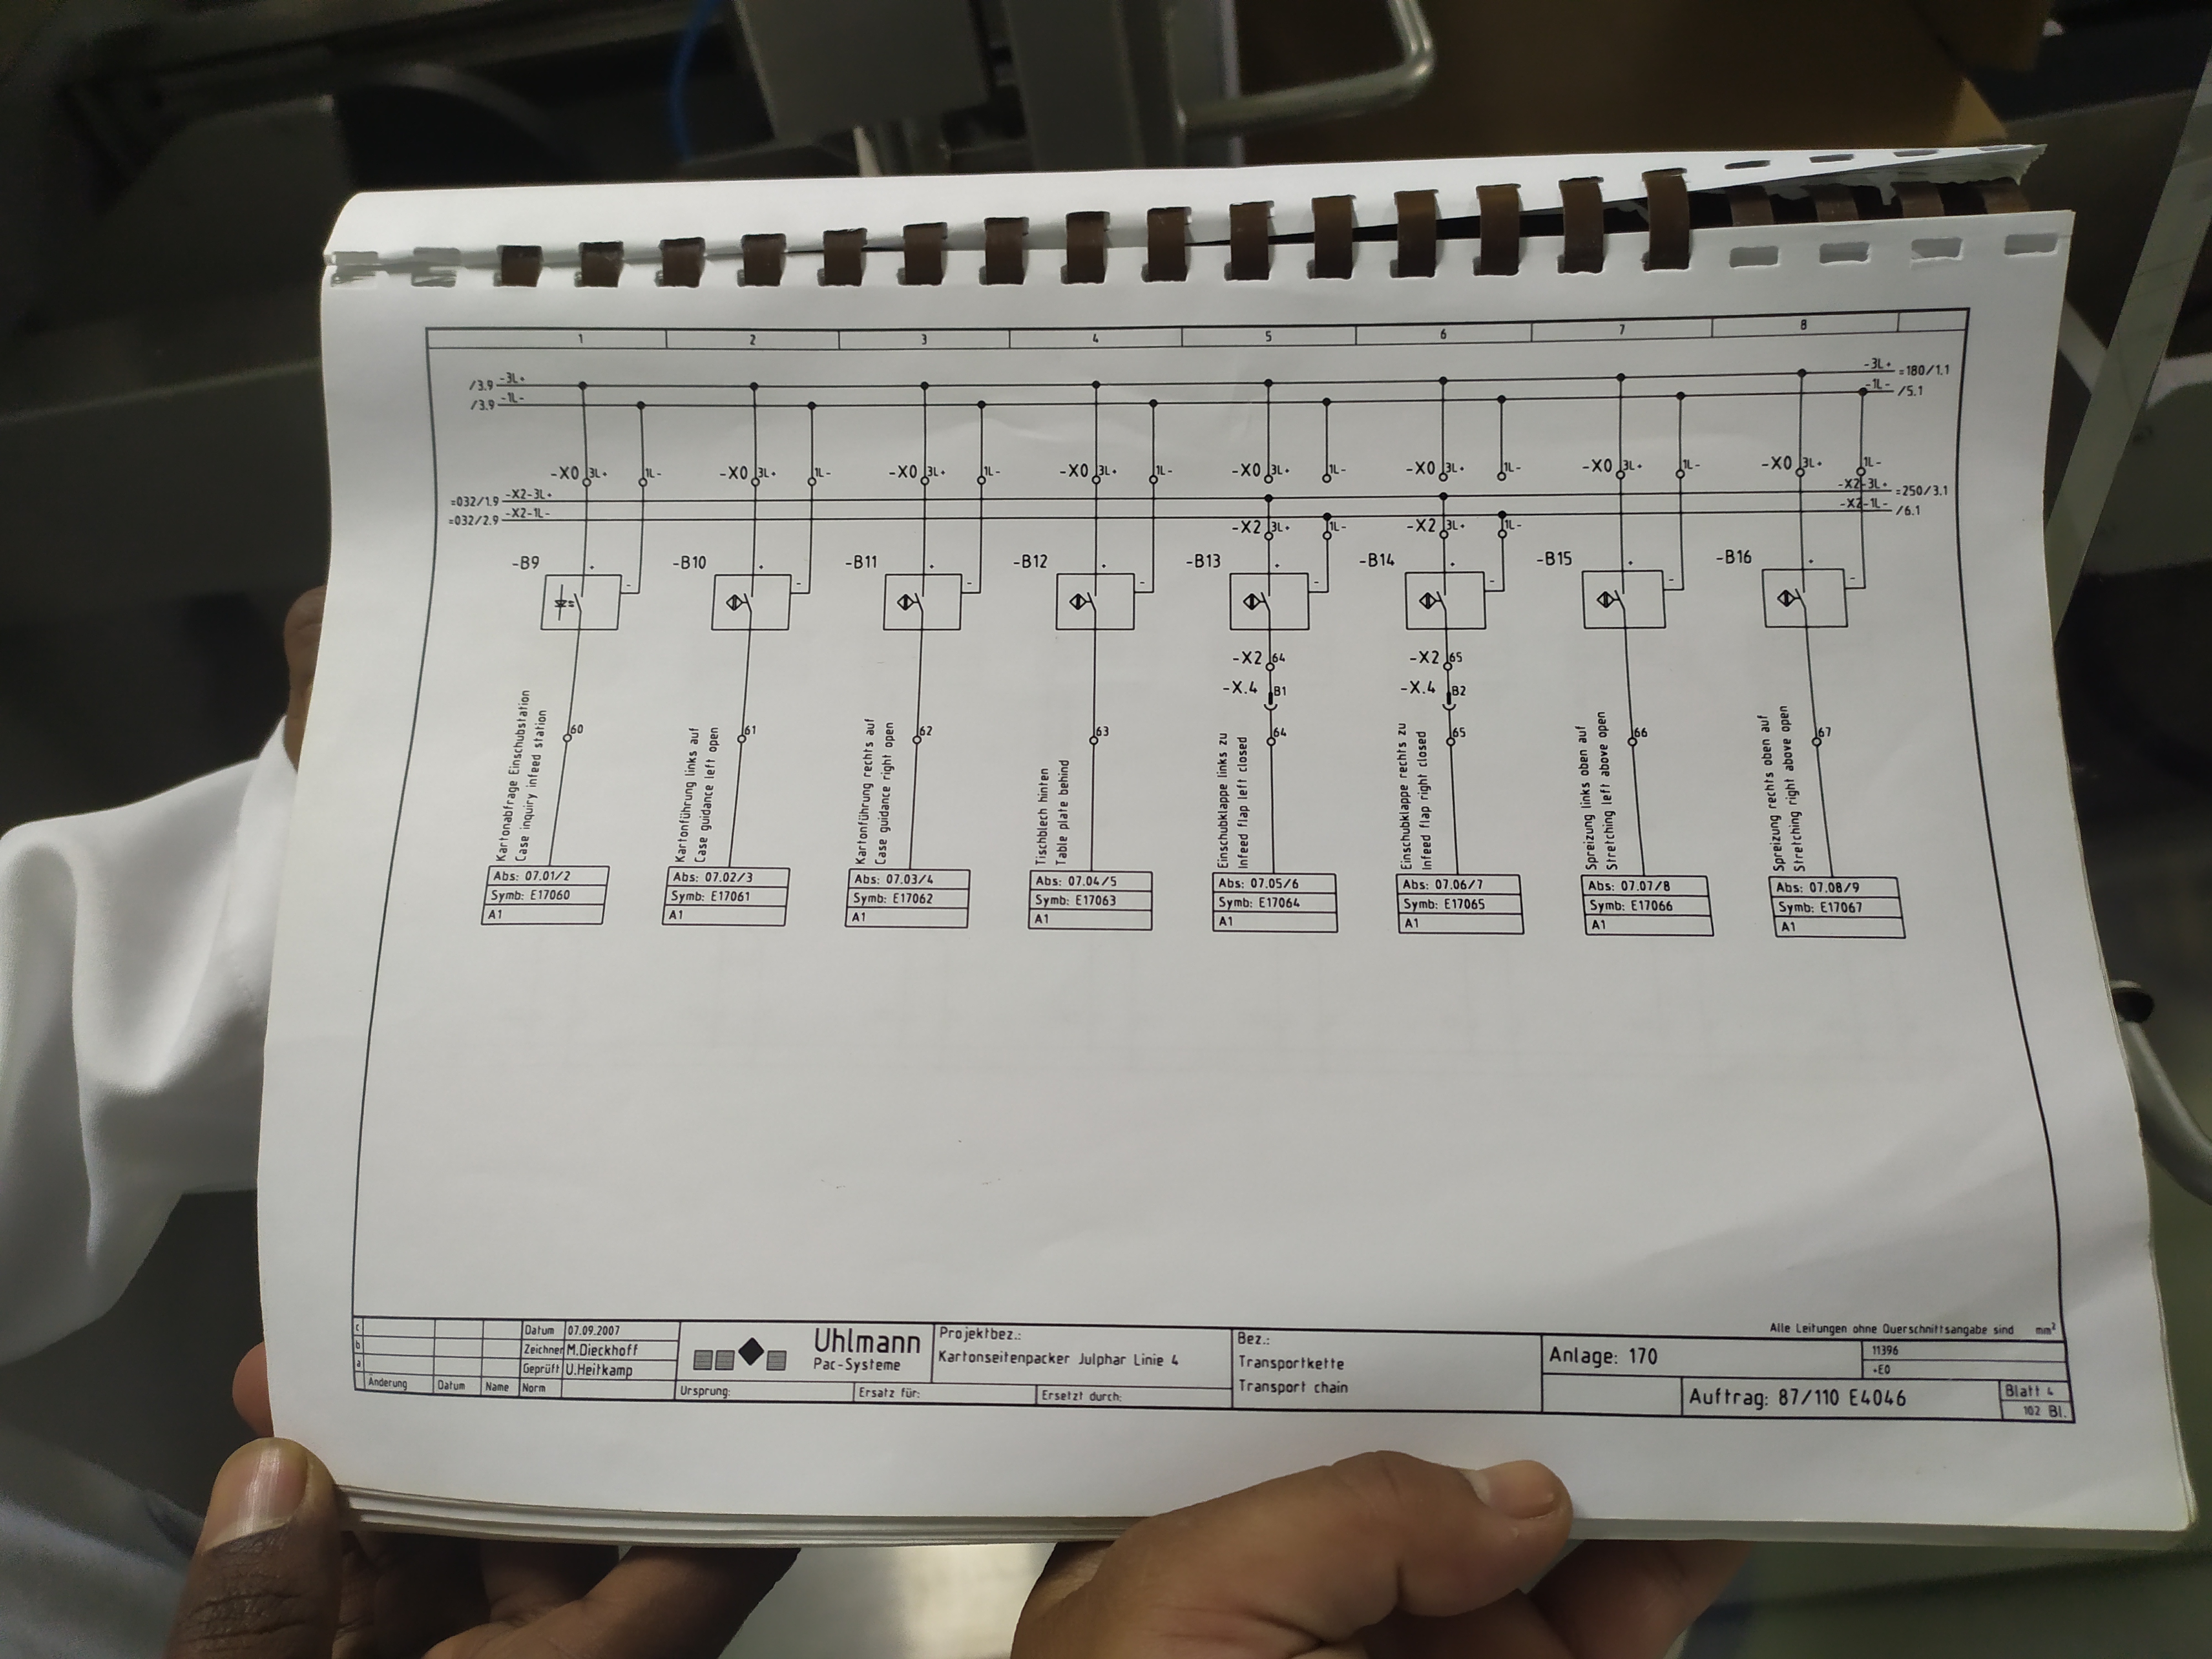 1 2 3 4 5 6 7 8
/3.9 -3L+ -3L+ =180/1.1
/3.9 -1L- -1L- /5.1
-X0 3L+ 1L- -X0 3L+ 1L- -X0 3L+ 1L- -X0 3L+ 1L- -X0 3L+ 1L- -X0 3L+ 1L- -X0 3L+ 1L- -X0 3L+ 1L-
=032/1.9 -X2-3L+ -X2-3L+ =250/3.1
=032/2.9 -X2-1L- -X2-1L- /6.1
-X2 3L+ 1L- -X2 3L+ 1L-
-B9 + - -B10 + - -B11 + - -B12 + - -B13 + - -B14 + - -B15 + - -B16 + -
-X2 64 -X2 65
-X.4 B1 -X.4 B2
60 61 62 63 64 65 66 67
Kartonabfrage Einschubstation
Case inquiry infeed station
Kartonführung links auf
Case guidance left open
Kartonführung rechts auf
Case guidance right open
Tischblech hinten
Table plate behind
Einschubklappe links zu
Infeed flap left closed
Einschubklappe rechts zu
Infeed flap right closed
Spreizung links oben auf
Stretching left above open
Spreizung rechts oben auf
Stretching right above open
Abs: 07.01/2 Abs: 07.02/3 Abs: 07.03/4 Abs: 07.04/5 Abs: 07.05/6 Abs: 07.06/7 Abs: 07.07/8 Abs: 07.08/9
Symb: E17060 Symb: E17061 Symb: E17062 Symb: E17063 Symb: E17064 Symb: E17065 Symb: E17066 Symb: E17067
A1 A1 A1 A1 A1 A1 A1 A1
Alle Leitungen ohne Querschnittsangabe sind mm²
c
b
a
Änderung Datum Name Norm
Datum 07.09.2007
Zeichner M.Dieckhoff
Geprüft U.Heitkamp
Uhlmann
Pac-Systeme
Ursprung: Ersatz für: Ersetzt durch:
Projektbez.:
Kartonseitenpacker Julphar Linie 4
Bez.:
Transportkette
Transport chain
Anlage: 170
11396
+E0
Auftrag: 87/110 E4046
Blatt 4
102 Bl.